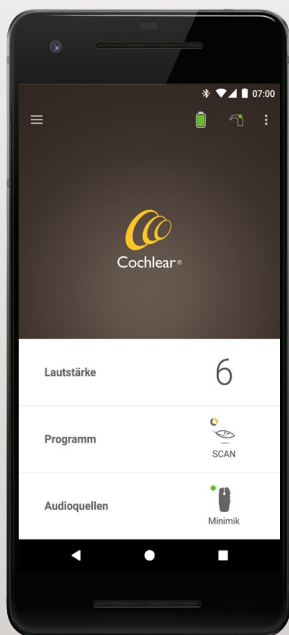 07:00
Cochlear®
Lautstärke
6
Programm
SCAN
Audioquellen
Minimik